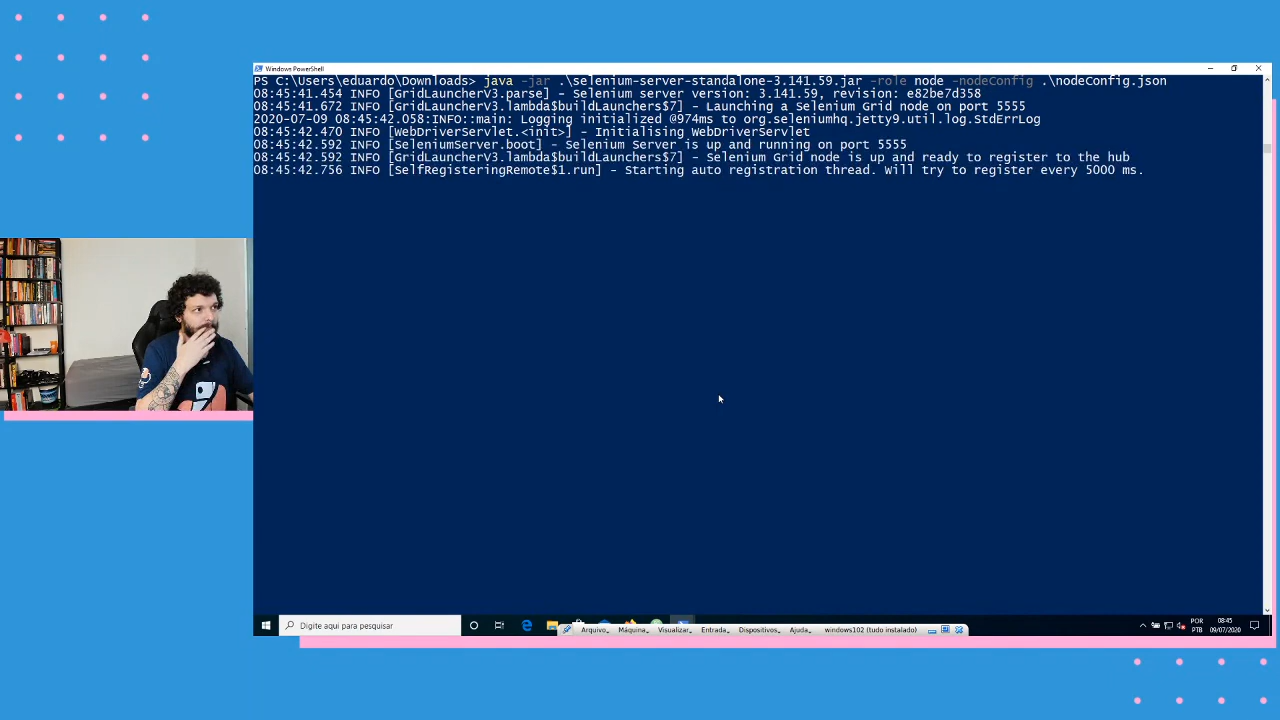 Windows PowerShell
PS C:\Users\eduardo\Downloads> java -jar .\selenium-server-standalone-3.141.59.jar -role node -nodeConfig .\nodeConfig.json
08:45:41.454 INFO [GridLauncherV3.parse] - Selenium server version: 3.141.59, revision: e82be7d358
08:45:41.672 INFO [GridLauncherV3.lambda$buildLaunchers$7] - Launching a Selenium Grid node on port 5555
2020-07-09 08:45:42.058:INFO::main: Logging initialized @974ms to org.seleniumhq.jetty9.util.log.StdErrLog
08:45:42.470 INFO [WebDriverServlet.<init>] - Initialising WebDriverServlet
08:45:42.592 INFO [SeleniumServer.boot] - Selenium Server is up and running on port 5555
08:45:42.592 INFO [GridLauncherV3.lambda$buildLaunchers$7] - Selenium Grid node is up and ready to register to the hub
08:45:42.756 INFO [SelfRegisteringRemote$1.run] - Starting auto registration thread. Will try to register every 5000 ms.
Digite aqui para pesquisar
Arquivo Máquina Visualizar Entrada Dispositivos Ajuda windows102 (tudo instalado)
POR 08:45
PTB 09/07/2020